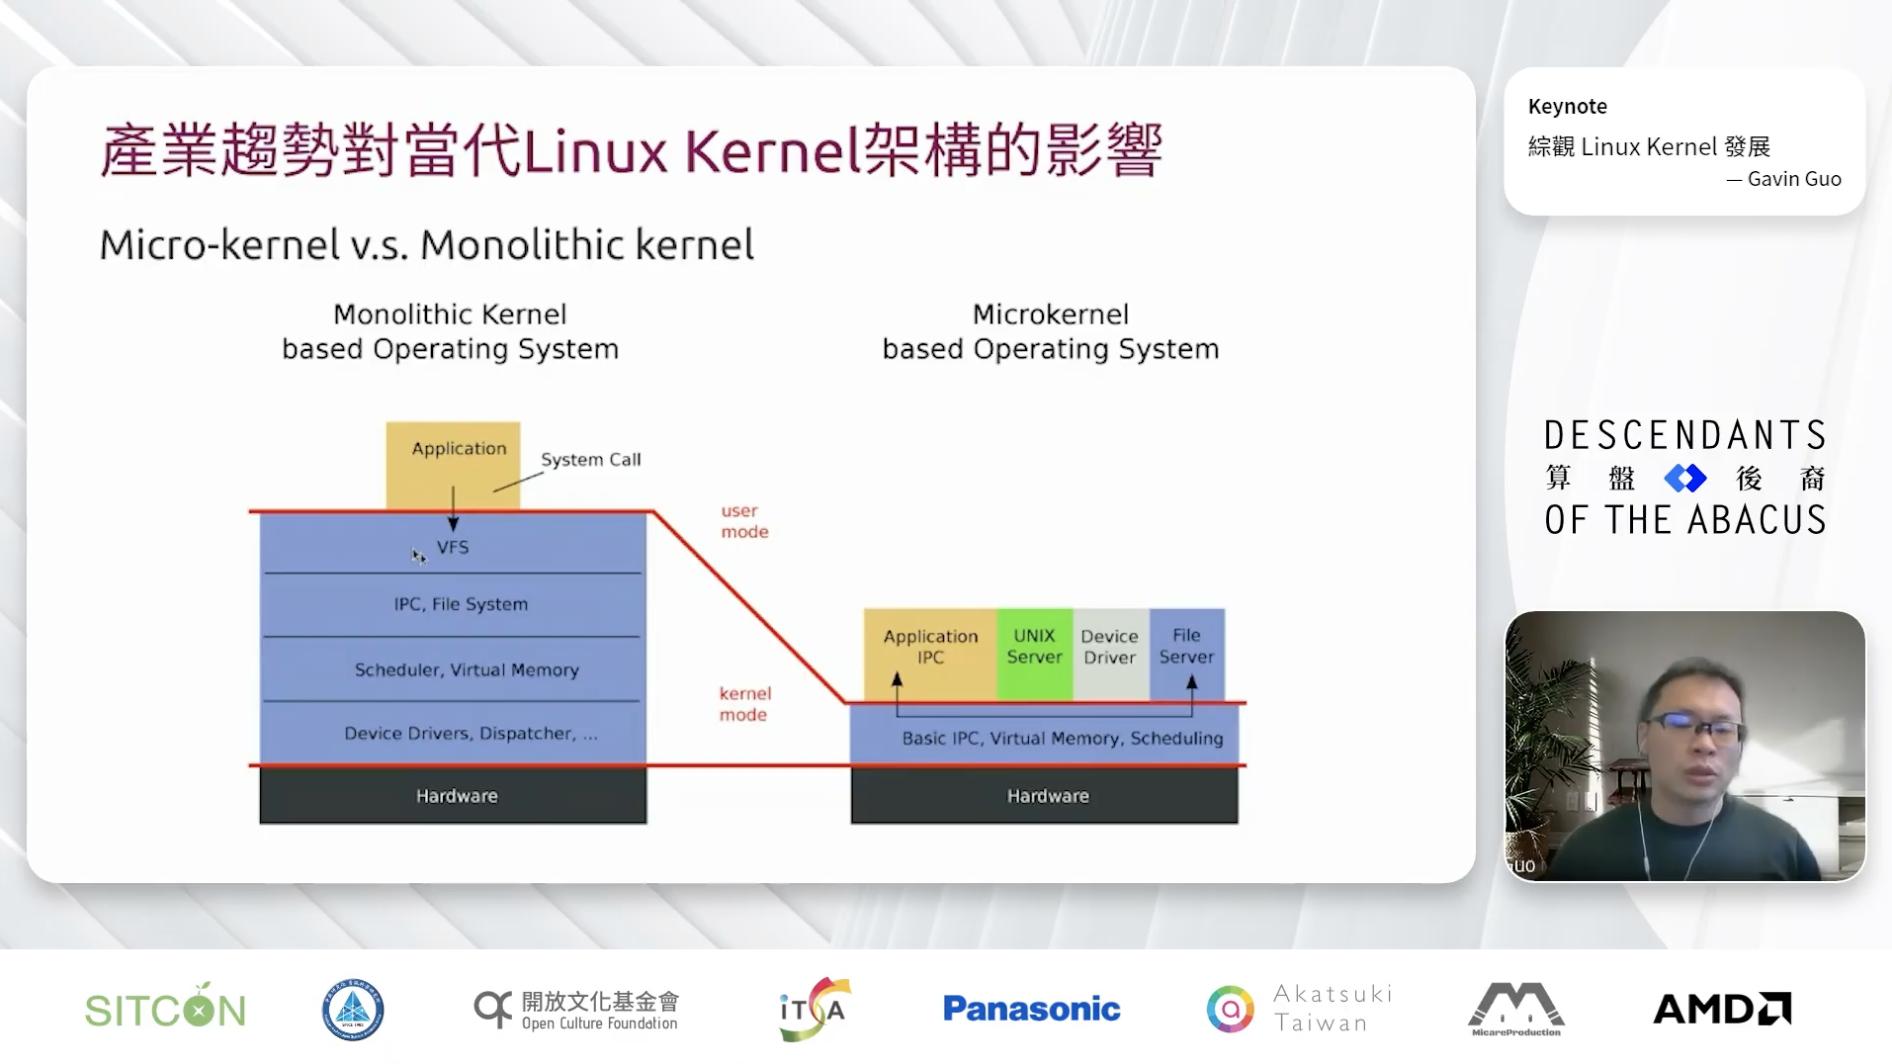 產業趨勢對當代Linux Kernel架構的影響
Micro-kernel v.s. Monolithic kernel
Monolithic Kernel
based Operating System
Application
System Call
VFS
IPC, File System
Scheduler, Virtual Memory
Device Drivers, Dispatcher, ...
Hardware
user
mode
kernel
mode
Microkernel
based Operating System
Application
IPC
UNIX
Server
Device
Driver
File
Server
Basic IPC, Virtual Memory, Scheduling
Hardware
Keynote
綜觀 Linux Kernel 發展
— Gavin Guo
DESCENDANTS
算盤後裔
OF THE ABACUS
GUO
SITCON
開放文化基金會
Open Culture Foundation
iTSA
Panasonic
Akatsuki
Taiwan
MicareProduction
AMD